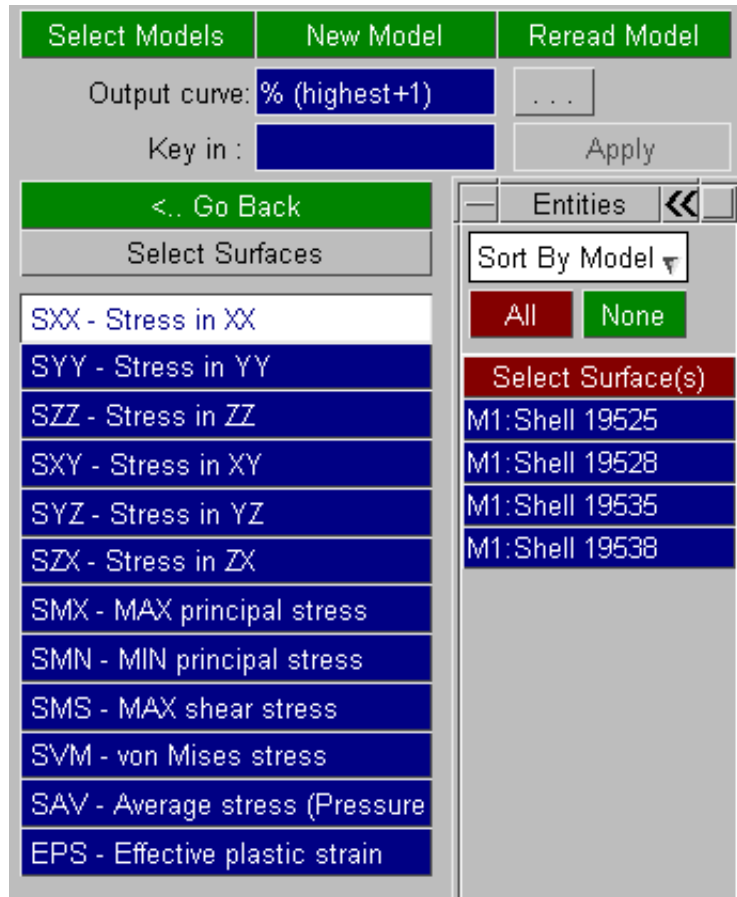 Select Models New Model Reread Model
Output curve: % (highest+1) ...
Key in : Apply
<.. Go Back
Select Surfaces
SXX - Stress in XX
SYY - Stress in YY
SZZ - Stress in ZZ
SXY - Stress in XY
SYZ - Stress in YZ
SZX - Stress in ZX
SMX - MAX principal stress
SMN - MIN principal stress
SMS - MAX shear stress
SVM - von Mises stress
SAV - Average stress (Pressure
EPS - Effective plastic strain
Entities
Sort By Model
All None
Select Surface(s)
M1:Shell 19525
M1:Shell 19528
M1:Shell 19535
M1:Shell 19538